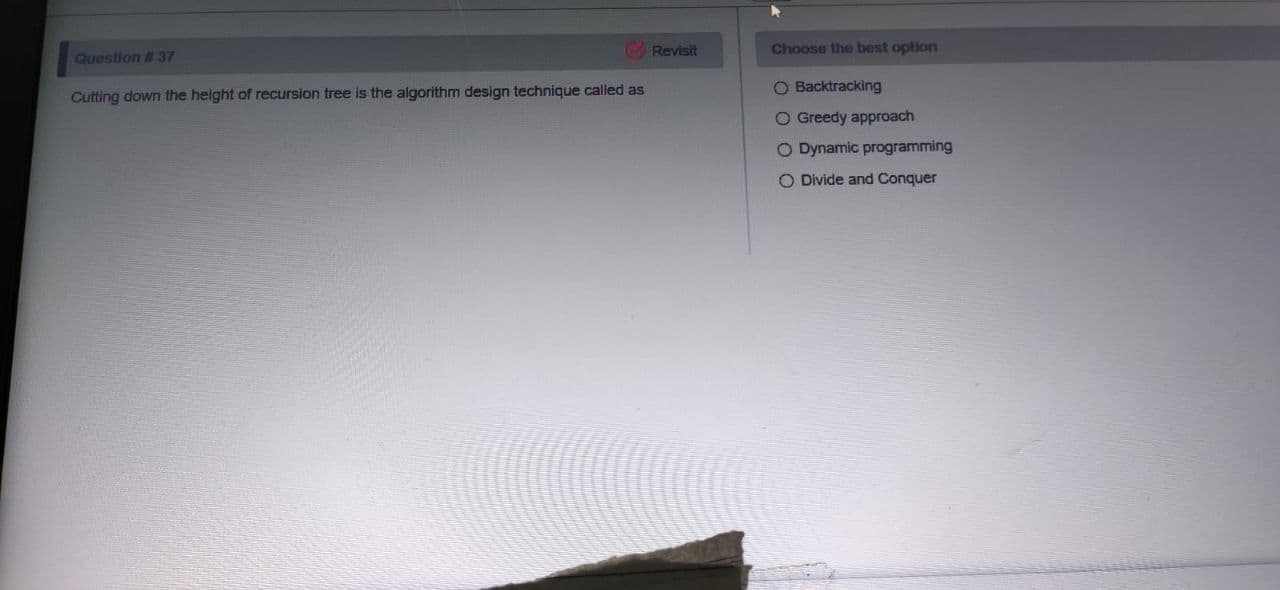 Question # 37
Revisit
Cutting down the height of recursion tree is the algorithm design technique called as
Choose the best option
Backtracking
Greedy approach
Dynamic programming
Divide and Conquer